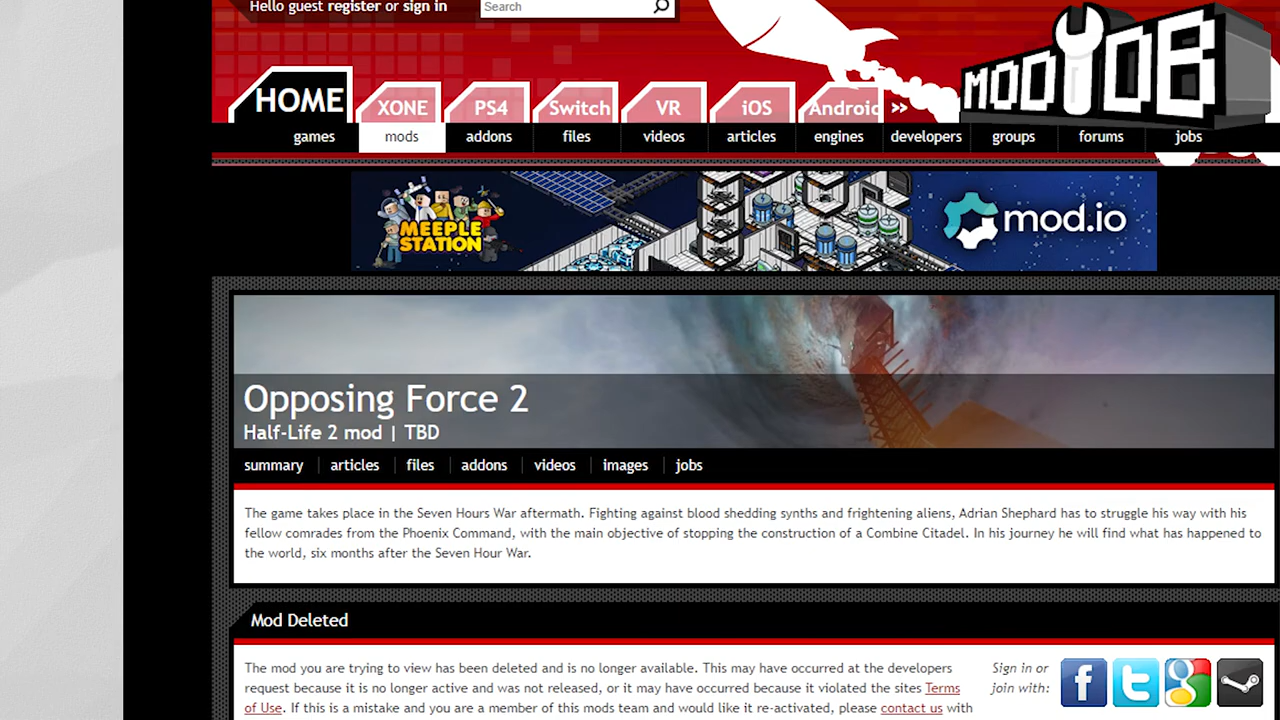 Hello guest register or sign in
Search
MODDB
HOME XONE PS4 Switch VR iOS Android >>
games mods addons files videos articles engines developers groups forums jobs
MEEPLE STATION
mod.io
Opposing Force 2
Half-Life 2 mod | TBD
summary articles files addons videos images jobs
The game takes place in the Seven Hours War aftermath. Fighting against blood shedding synths and frightening aliens, Adrian Shephard has to struggle his way with his
fellow comrades from the Phoenix Command, with the main objective of stopping the construction of a Combine Citadel. In his journey he will find what has happened to
the world, six months after the Seven Hour War.
Mod Deleted
The mod you are trying to view has been deleted and is no longer available. This may have occurred at the developers
request because it is no longer active and was not released, or it may have occurred because it violated the sites Terms
of Use. If this is a mistake and you are a member of this mods team and would like it re-activated, please contact us with
Sign in or
join with: